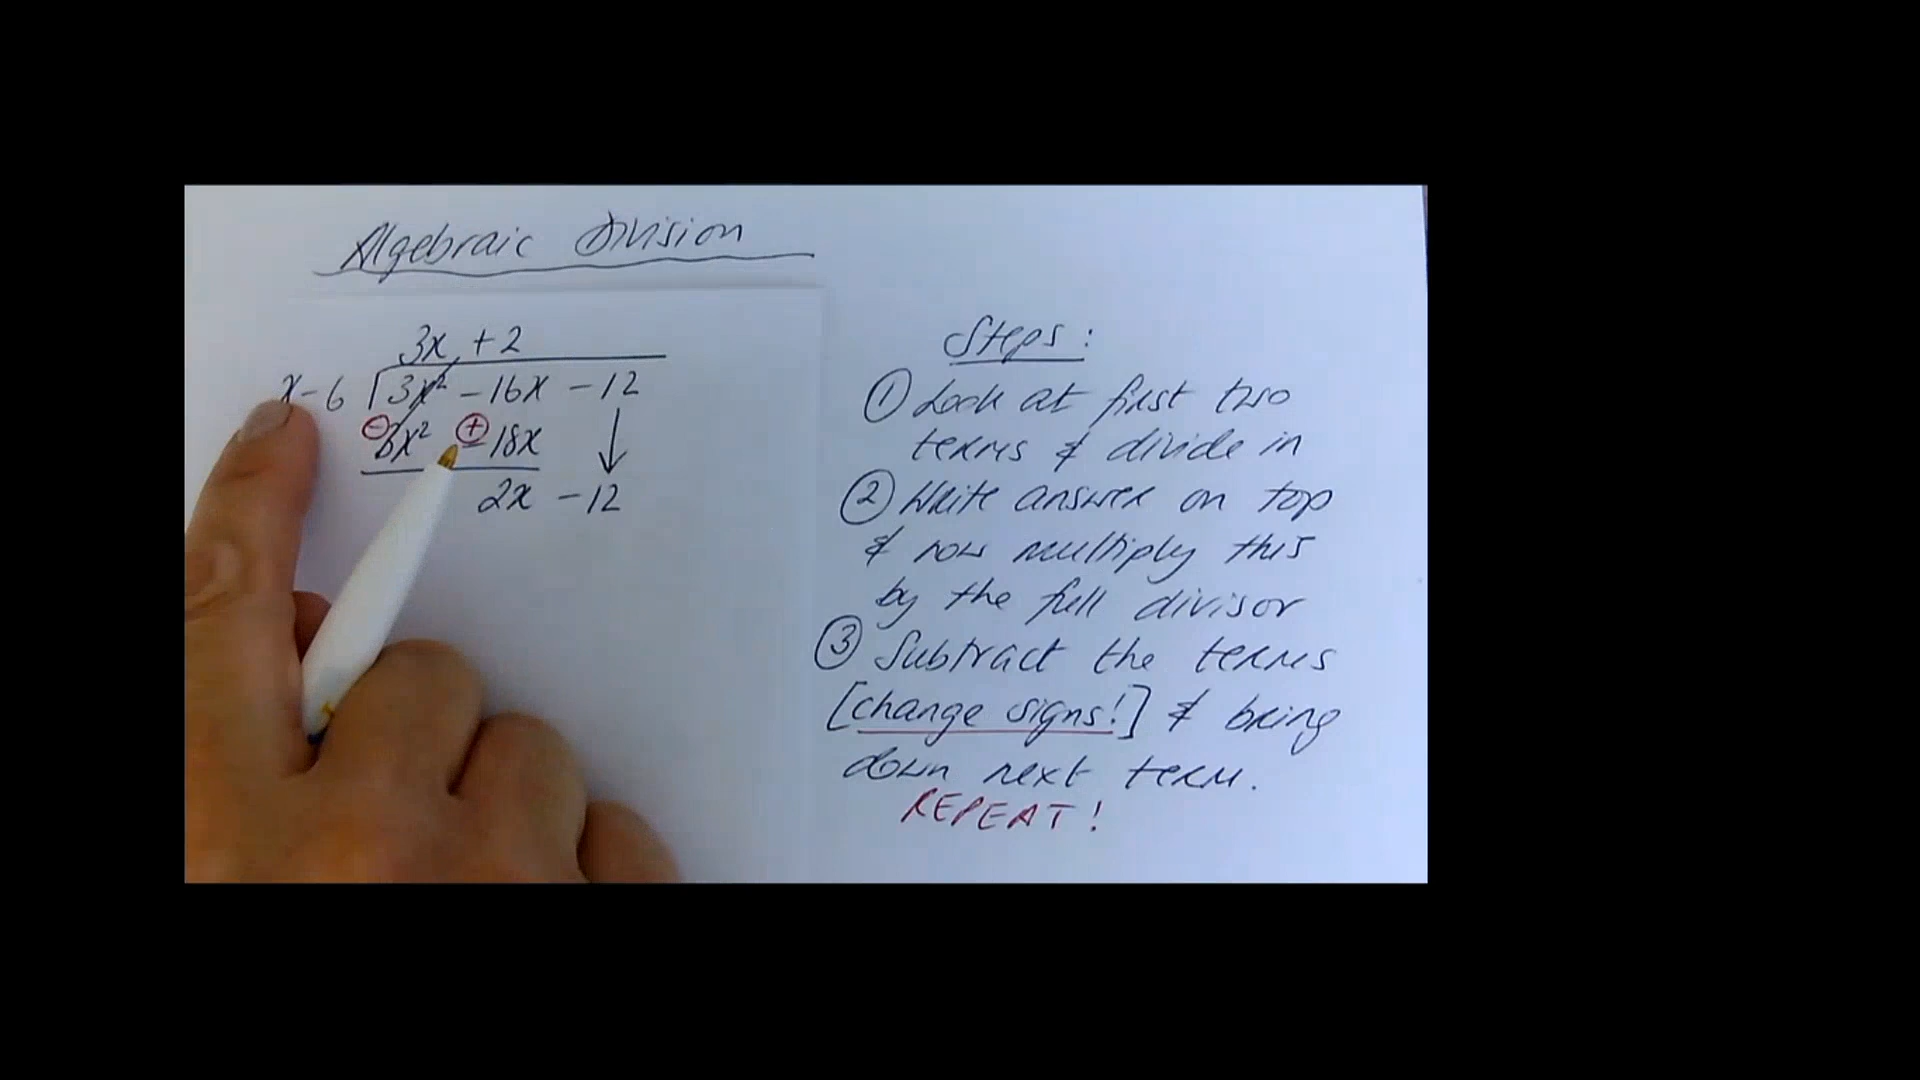 Algebraic Division
3x + 2
x - 6 3x² - 16x - 12
⊖ 3x² ⊕ - 18x
2x - 12
Steps:
① Look at first two
terms & divide in
② Write answer on top
& now multiply this
by the full divisor
③ Subtract the terms
[change signs!] & bring
down next term.
REPEAT!